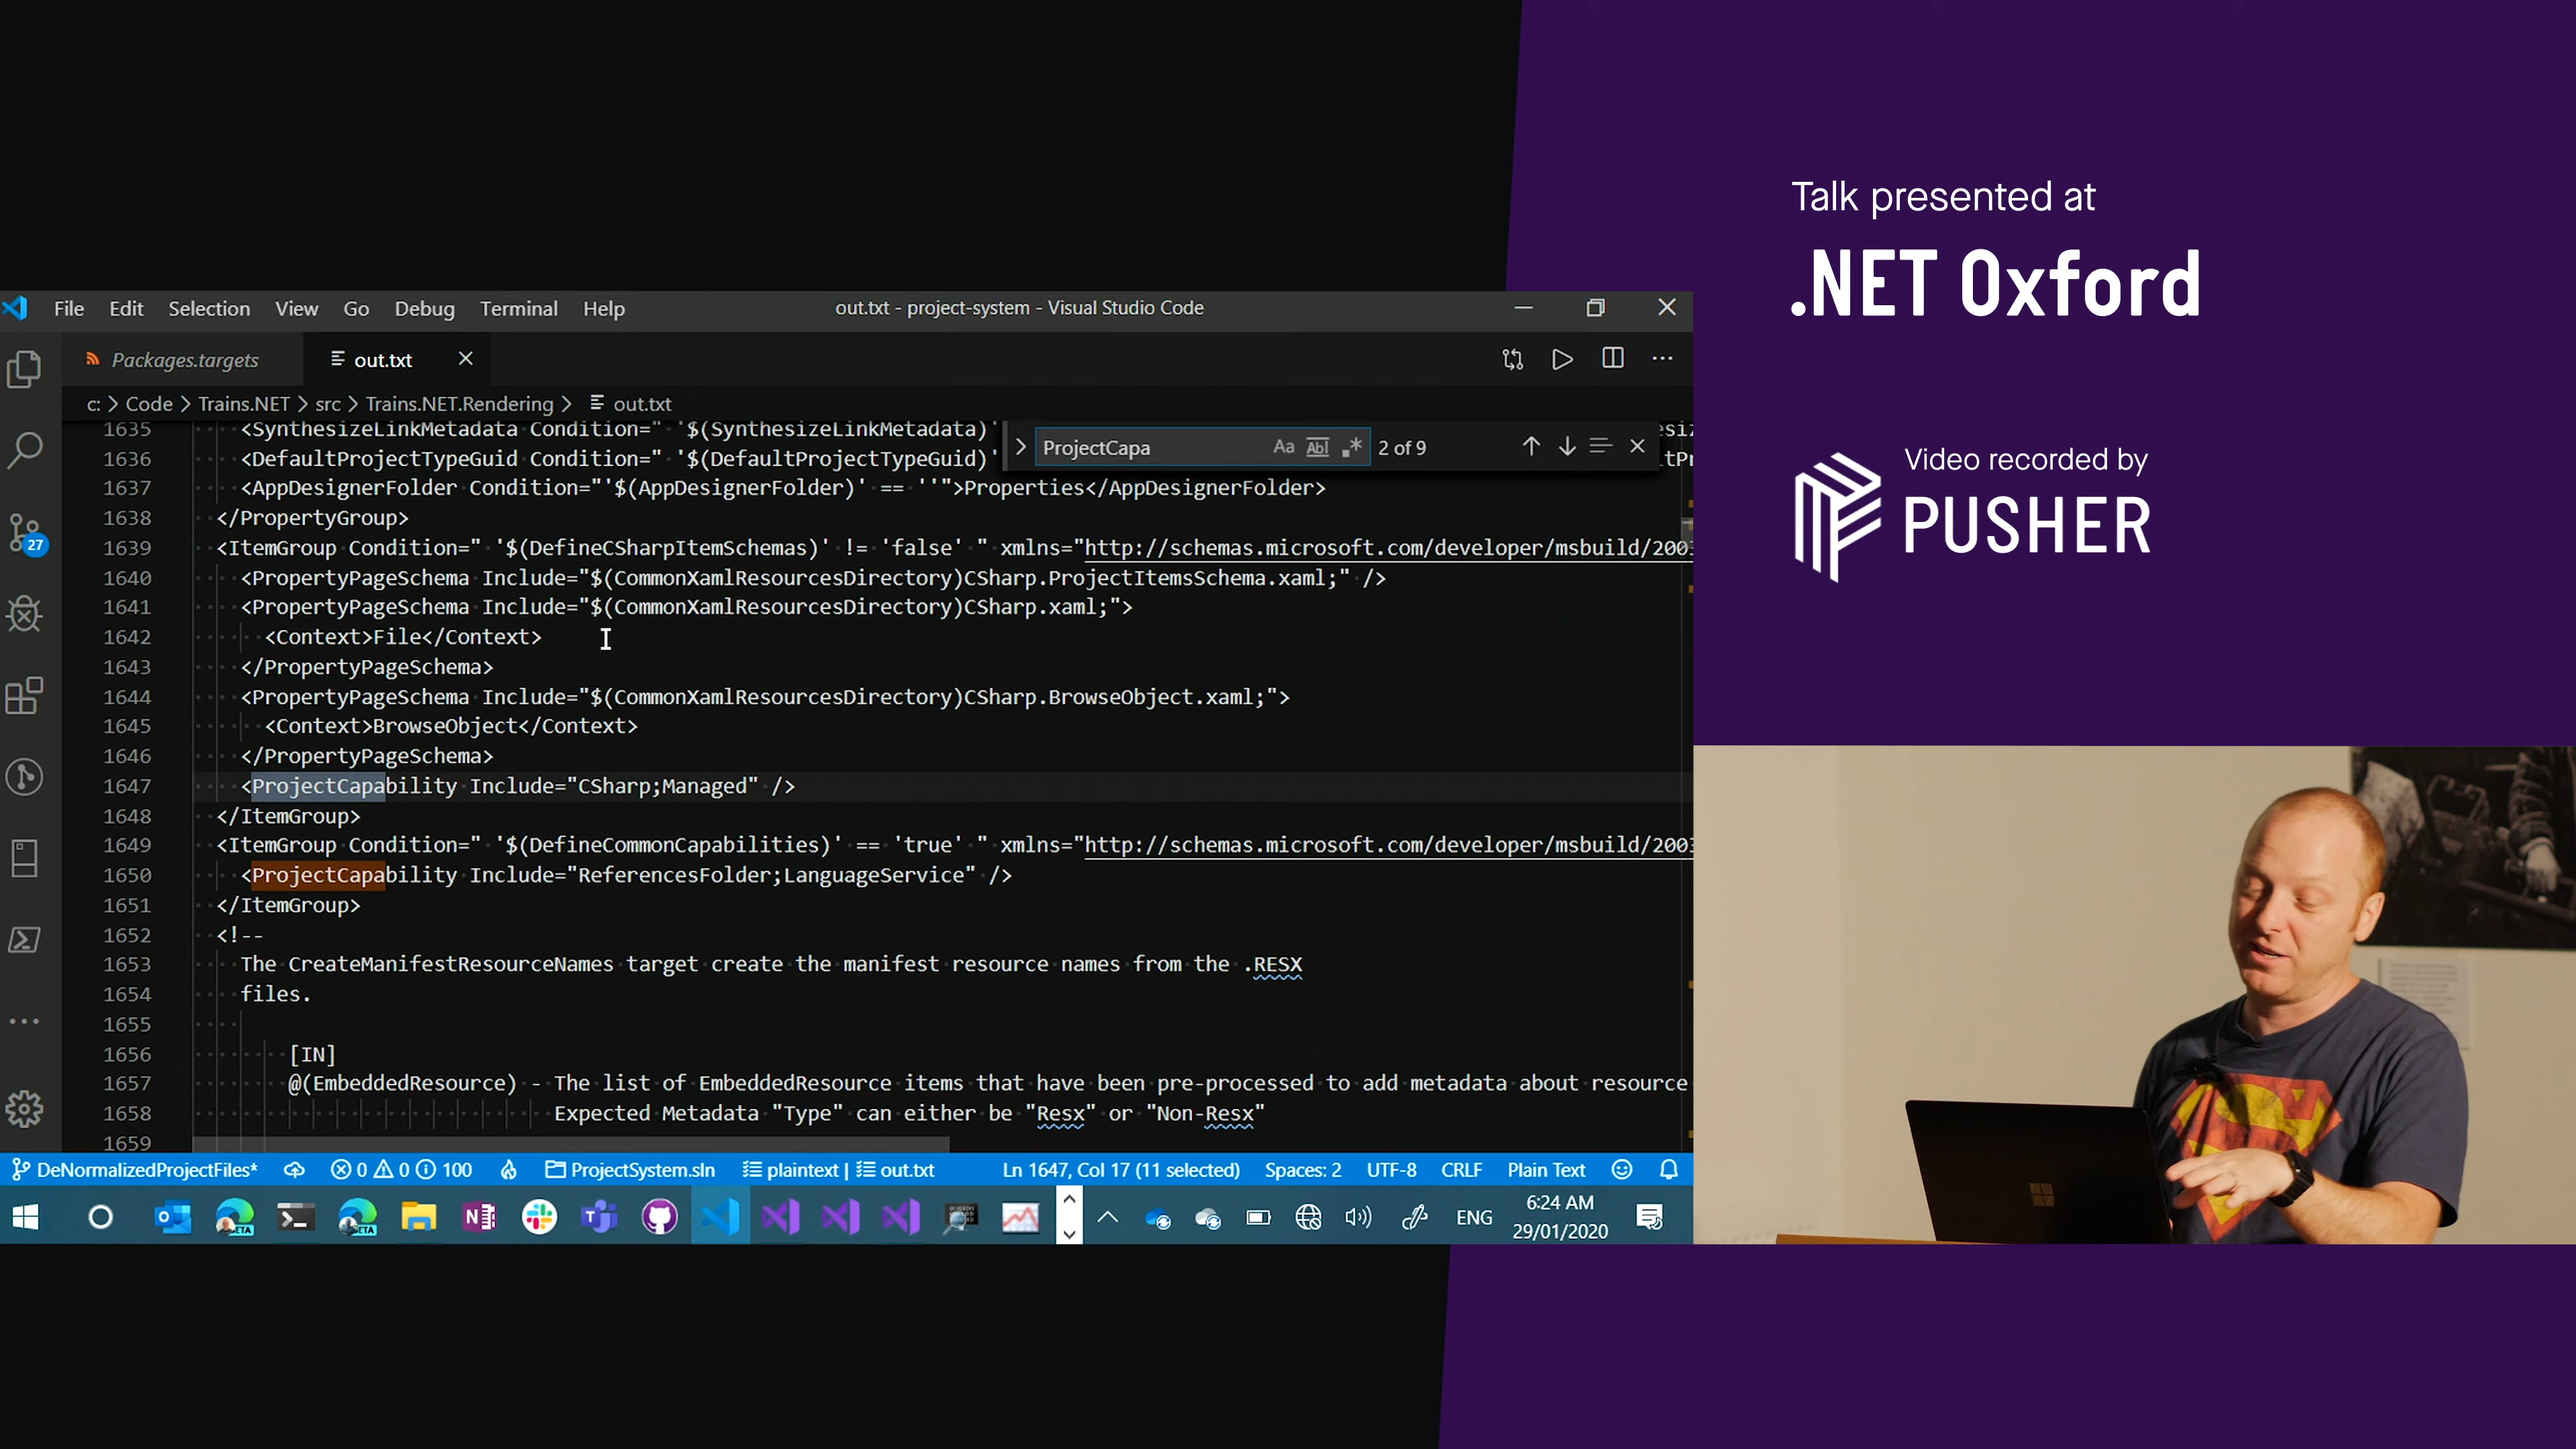 Talk presented at
.NET Oxford
Video recorded by
PUSHER
File Edit Selection View Go Debug Terminal Help
out.txt - project-system - Visual Studio Code
Packages.targets
out.txt
c: > Code > Trains.NET > src > Trains.NET.Rendering > out.txt
ProjectCapa
Aa Abl .* 2 of 9
1635 <SynthesizeLinkMetadata Condition=" '$(SynthesizeLinkMetadata)'
1636 <DefaultProjectTypeGuid Condition=" '$(DefaultProjectTypeGuid)'
1637 <AppDesignerFolder Condition="'$(AppDesignerFolder)' == ''">Properties</AppDesignerFolder>
1638 </PropertyGroup>
1639 <ItemGroup Condition=" '$(DefineCSharpItemSchemas)' != 'false' " xmlns="http://schemas.microsoft.com/developer/msbuild/2003
1640 <PropertyPageSchema Include="$(CommonXamlResourcesDirectory)CSharp.ProjectItemsSchema.xaml;" />
1641 <PropertyPageSchema Include="$(CommonXamlResourcesDirectory)CSharp.xaml;">
1642 <Context>File</Context>
1643 </PropertyPageSchema>
1644 <PropertyPageSchema Include="$(CommonXamlResourcesDirectory)CSharp.BrowseObject.xaml;">
1645 <Context>BrowseObject</Context>
1646 </PropertyPageSchema>
1647 <ProjectCapability Include="CSharp;Managed" />
1648 </ItemGroup>
1649 <ItemGroup Condition=" '$(DefineCommonCapabilities)' == 'true' " xmlns="http://schemas.microsoft.com/developer/msbuild/2003
1650 <ProjectCapability Include="ReferencesFolder;LanguageService" />
1651 </ItemGroup>
1652 <!--
1653 The CreateManifestResourceNames target create the manifest resource names from the .RESX
1654 files.
1655
1656 [IN]
1657 @(EmbeddedResource) - The list of EmbeddedResource items that have been pre-processed to add metadata about resource
1658 Expected Metadata "Type" can either be "Resx" or "Non-Resx"
1659
27
DeNormalizedProjectFiles* 0 0 100 ProjectSystem.sln plaintext | out.txt Ln 1647, Col 17 (11 selected) Spaces: 2 UTF-8 CRLF Plain Text
ENG
6:24 AM
29/01/2020